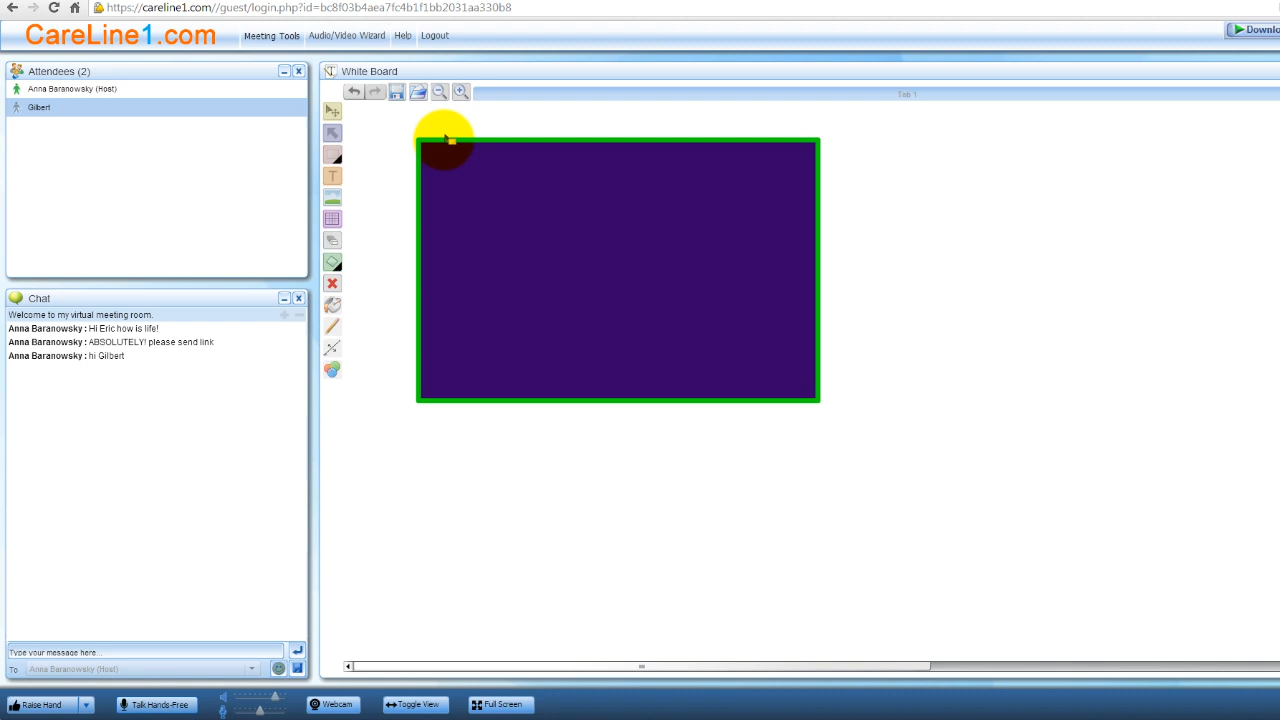 https://careline1.com//guest/login.php?id=bc8f03b4aea7fc4b1f1bb2031aa330b8
CareLine1.com Meeting Tools Audio/Video Wizard Help Logout
Attendees (2)
Anna Baranowsky (Host)
Gilbert
White Board
Tab 1
T
Chat
Welcome to my virtual meeting room.
Anna Baranowsky : Hi Eric how is life!
Anna Baranowsky : ABSOLUTELY! please send link
Anna Baranowsky : hi Gilbert
Type your message here...
To Anna Baranowsky (Host)
Raise Hand Talk Hands-Free Webcam Toggle View Full Screen